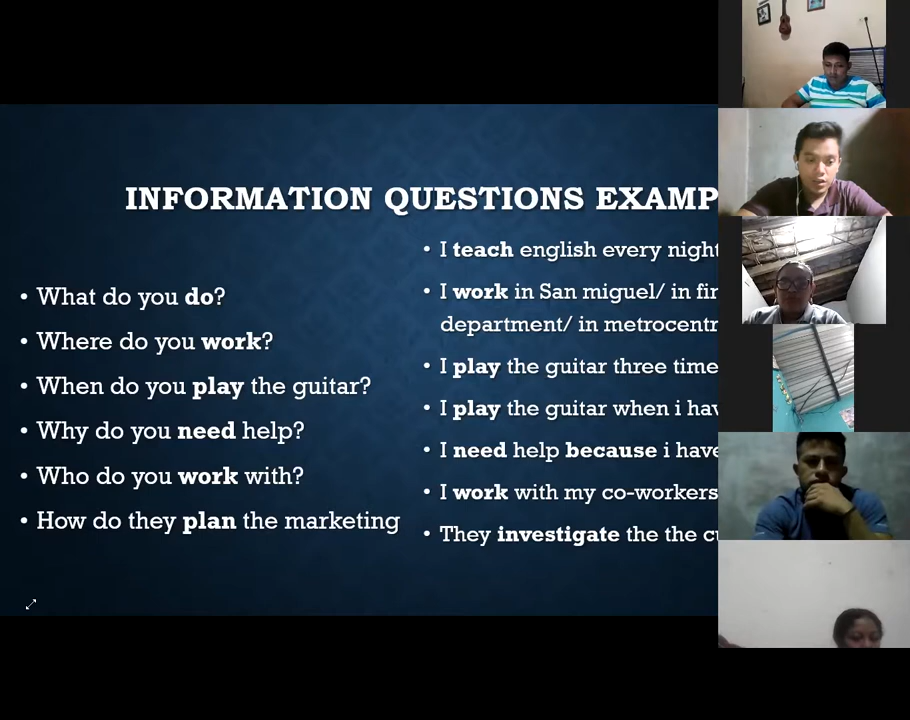 INFORMATION QUESTIONS EXAMP
• What do you do?
• Where do you work?
• When do you play the guitar?
• Why do you need help?
• Who do you work with?
• How do they plan the marketing
• I teach english every night
• I work in San miguel/ in fin
department/ in metrocentr
• I play the guitar three time
• I play the guitar when i hav
• I need help because i have
• I work with my co-workers
• They investigate the the cu